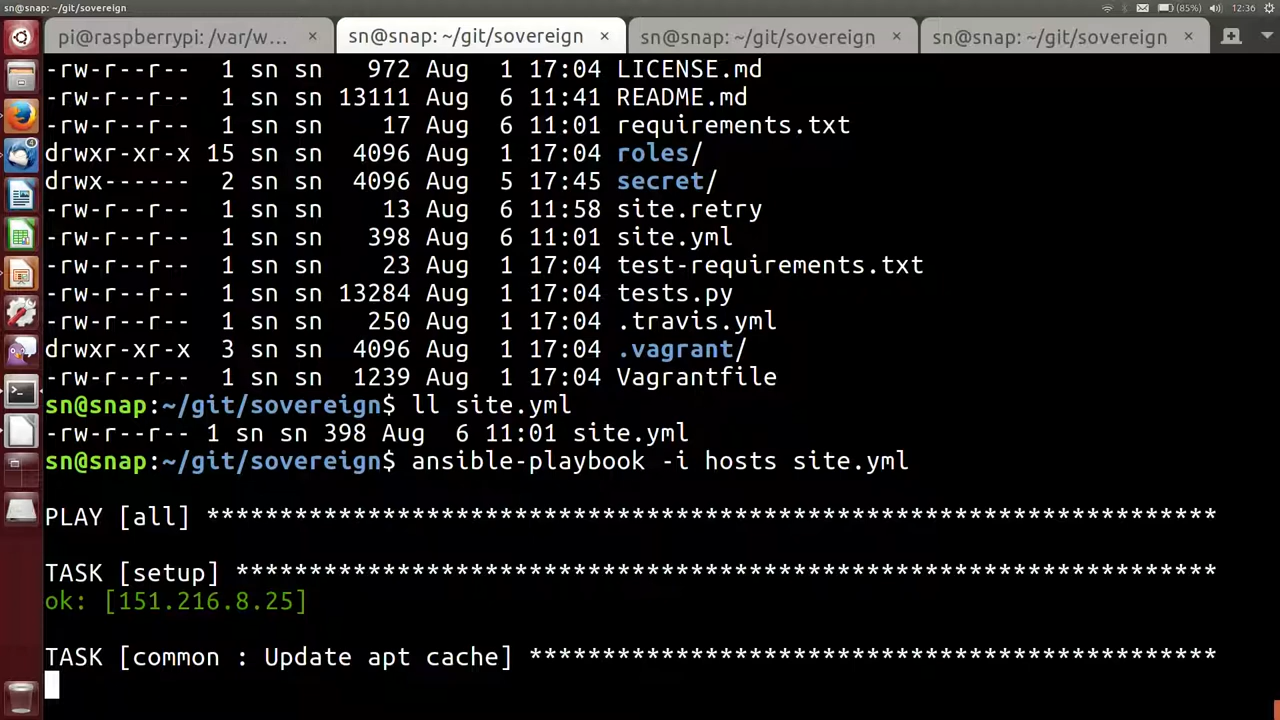 sn@snap: ~/git/sovereign
(85%)
12:36
pi@raspberrypi: /var/w... ×
sn@snap: ~/git/sovereign ×
sn@snap: ~/git/sovereign ×
sn@snap: ~/git/sovereign ×
-rw-r--r-- 1 sn sn 972 Aug 1 17:04 LICENSE.md
-rw-r--r-- 1 sn sn 13111 Aug 6 11:41 README.md
-rw-r--r-- 1 sn sn 17 Aug 6 11:01 requirements.txt
drwxr-xr-x 15 sn sn 4096 Aug 1 17:04 roles/
drwx------ 2 sn sn 4096 Aug 5 17:45 secret/
-rw-r--r-- 1 sn sn 13 Aug 6 11:58 site.retry
-rw-r--r-- 1 sn sn 398 Aug 6 11:01 site.yml
-rw-r--r-- 1 sn sn 23 Aug 1 17:04 test-requirements.txt
-rw-r--r-- 1 sn sn 13284 Aug 1 17:04 tests.py
-rw-r--r-- 1 sn sn 250 Aug 1 17:04 .travis.yml
drwxr-xr-x 3 sn sn 4096 Aug 1 17:04 .vagrant/
-rw-r--r-- 1 sn sn 1239 Aug 1 17:04 Vagrantfile
sn@snap:~/git/sovereign$ ll site.yml
-rw-r--r-- 1 sn sn 398 Aug 6 11:01 site.yml
sn@snap:~/git/sovereign$ ansible-playbook -i hosts site.yml
PLAY [all] *********************************************************************
TASK [setup] *******************************************************************
ok: [151.216.8.25]
TASK [common : Update apt cache] ***********************************************